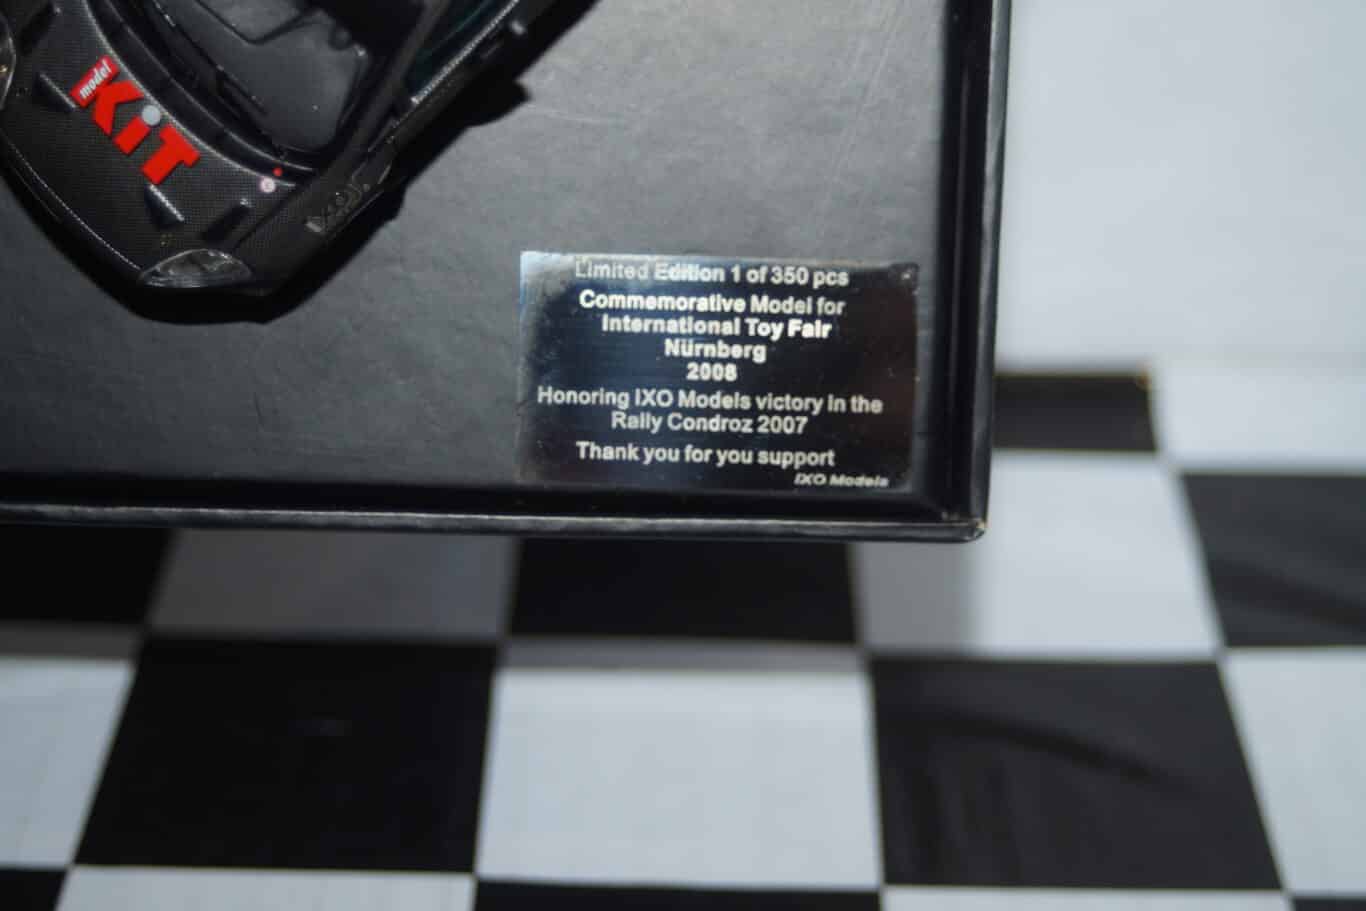 model
KiT
Limited Edition 1 of 350 pcs
Commemorative Model for
International Toy Fair
Nürnberg
2008
Honoring IXO Models victory in the
Rally Condroz 2007
Thank you for you support
IXO Models